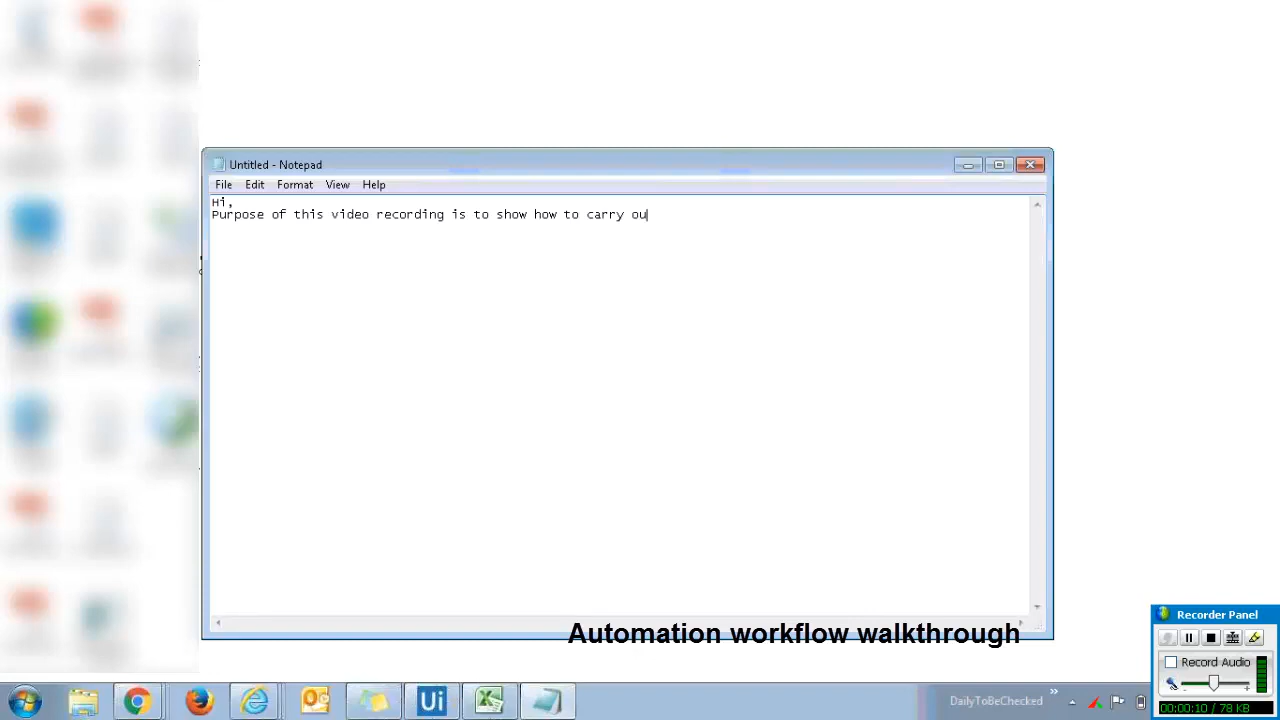 Untitled - Notepad
File Edit Format View Help
Hi,
Purpose of this video recording is to show how to carry ou
Automation workflow walkthrough
Recorder Panel
Record Audio
- +
00:00:10 / 78 KB
Ui
DailyToBeChecked